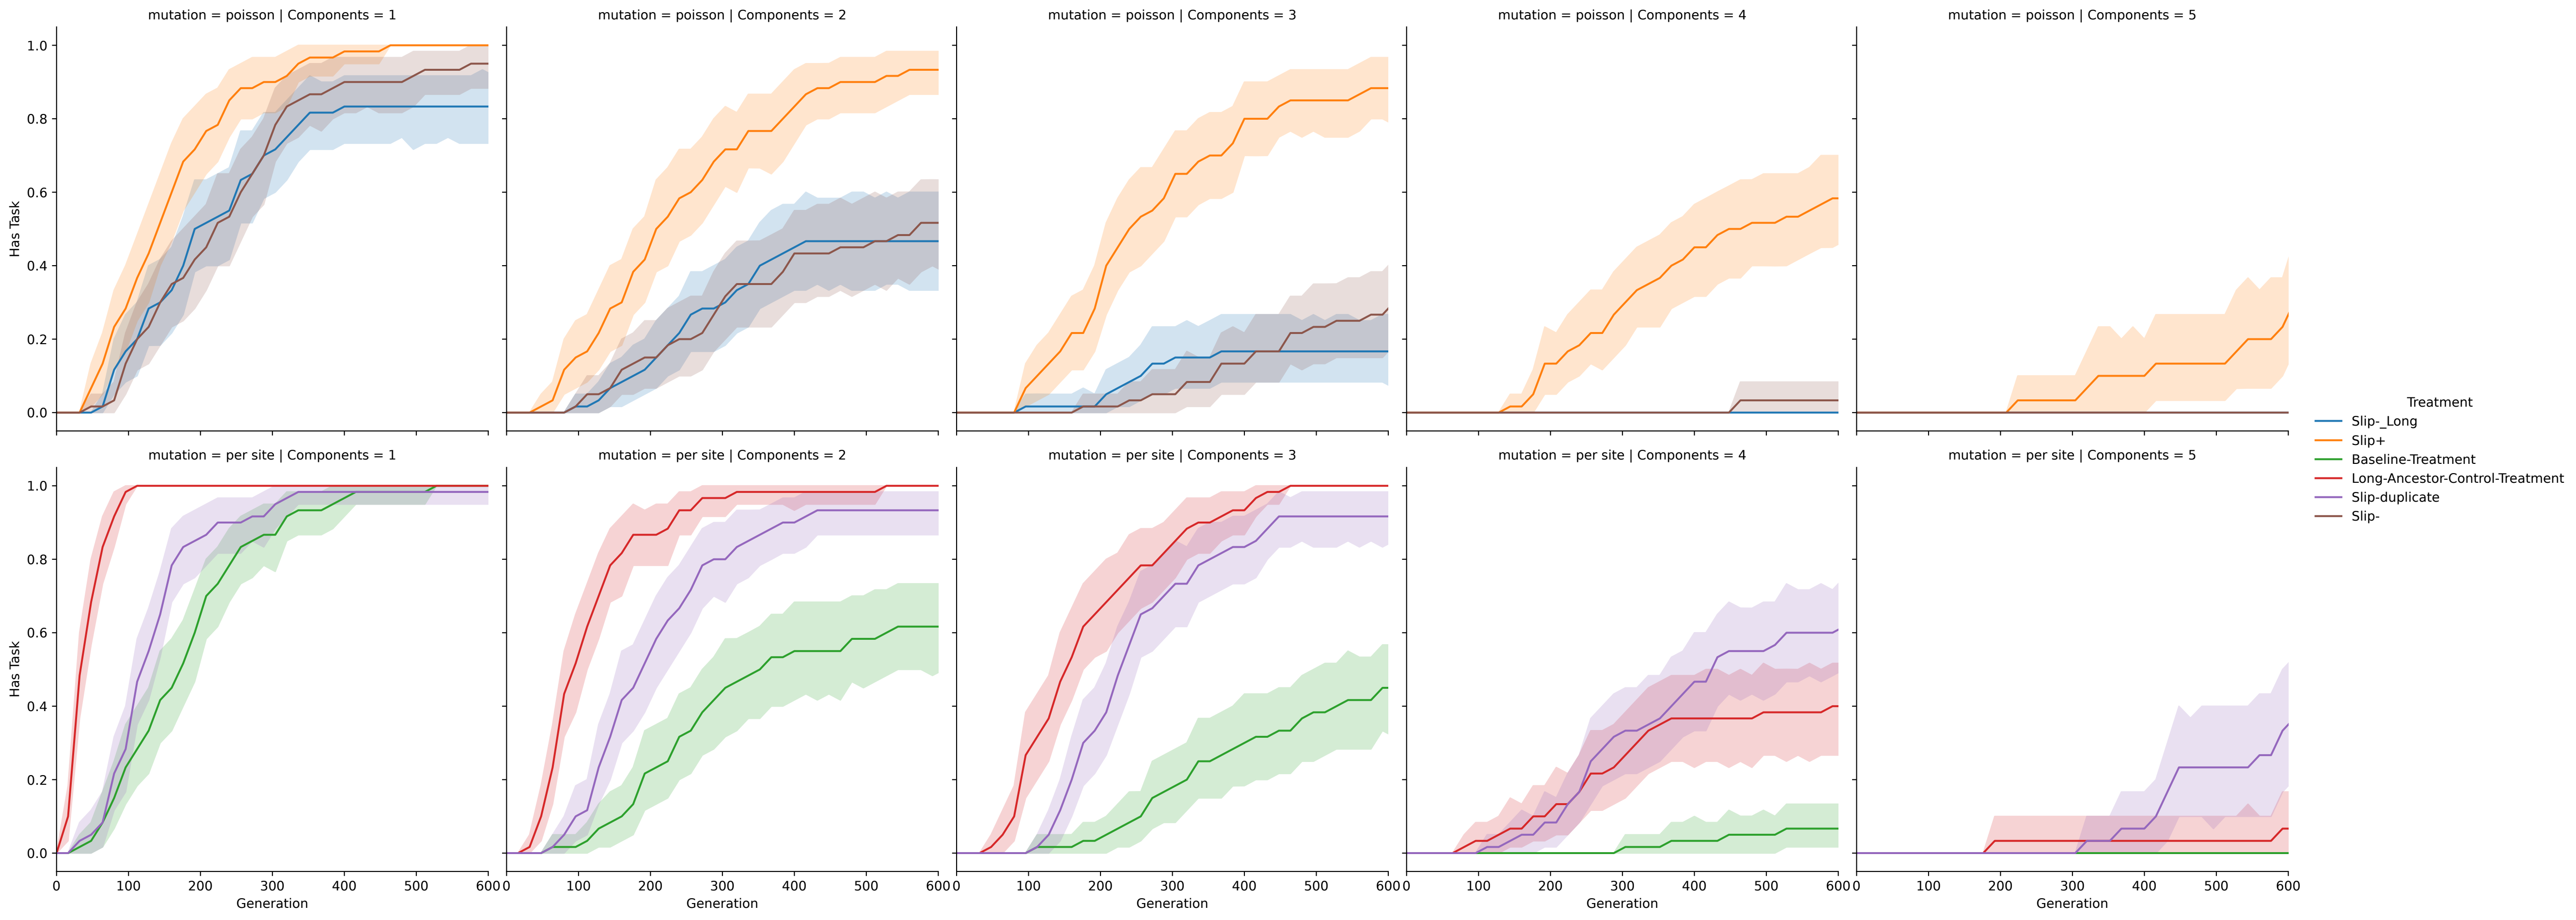 mutation = poisson | Components = 1
mutation = poisson | Components = 2
mutation = poisson | Components = 3
mutation = poisson | Components = 4
mutation = poisson | Components = 5
1.0
0.8
0.6
0.4
0.2
0.0
Has Task
Treatment
Slip-_Long
Slip+
Baseline-Treatment
Long-Ancestor-Control-Treatment
Slip-duplicate
Slip-
mutation = per site | Components = 1
mutation = per site | Components = 2
mutation = per site | Components = 3
mutation = per site | Components = 4
mutation = per site | Components = 5
1.0
0.8
0.6
0.4
0.2
0.0
Has Task
0 100 200 300 400 500 600
0 100 200 300 400 500 600
0 100 200 300 400 500 600
0 100 200 300 400 500 600
0 100 200 300 400 500 600
Generation
Generation
Generation
Generation
Generation